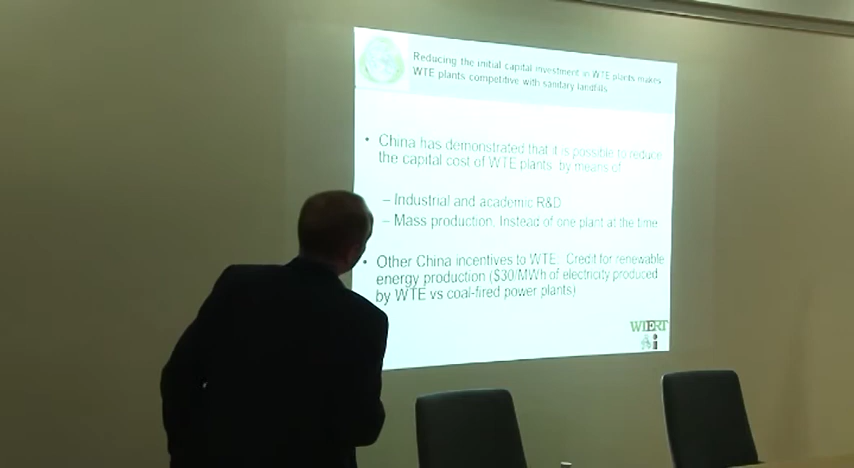 Reducing the initial capital investment in WTE plants makes
WTE plants competitive with sanitary landfills
• China has demonstrated that it is possible to reduce
the capital cost of WTE plants by means of
– Industrial and academic R&D
– Mass production, Instead of one plant at the time
• Other China incentives to WTE: Credit for renewable
energy production ($30/MWh of electricity produced
by WTE vs coal-fired power plants)
WtERT